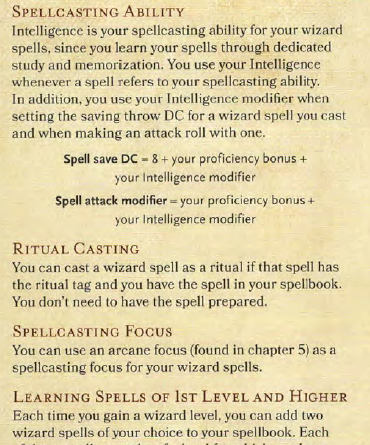 SPELLCASTING ABILITY
Intelligence is your spellcasting ability for your wizard
spells, since you learn your spells through dedicated
study and memorization. You use your Intelligence
whenever a spell refers to your spellcasting ability.
In addition, you use your Intelligence modifier when
setting the saving throw DC for a wizard spell you cast
and when making an attack roll with one.
Spell save DC = 8 + your proficiency bonus +
your Intelligence modifier
Spell attack modifier = your proficiency bonus +
your Intelligence modifier
RITUAL CASTING
You can cast a wizard spell as a ritual if that spell has
the ritual tag and you have the spell in your spellbook.
You don't need to have the spell prepared.
SPELLCASTING FOCUS
You can use an arcane focus (found in chapter 5) as a
spellcasting focus for your wizard spells.
LEARNING SPELLS OF 1ST LEVEL AND HIGHER
Each time you gain a wizard level, you can add two
wizard spells of your choice to your spellbook. Each